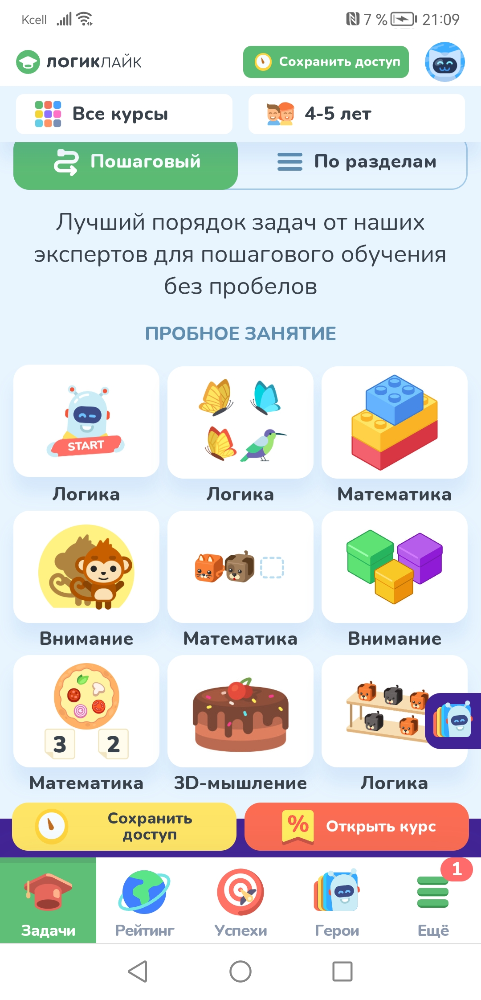 Kcell 7 % 21:09
ЛОГИКЛАЙК Сохранить доступ
Все курсы 4-5 лет
Пошаговый По разделам
Лучший порядок задач от наших
экспертов для пошагового обучения
без пробелов
ПРОБНОЕ ЗАНЯТИЕ
START
Логика Логика Математика
Внимание Математика Внимание
3 2
Математика 3D-мышление Логика
Сохранить
доступ
% Открыть курс
1
Задачи Рейтинг Успехи Герои Ещё